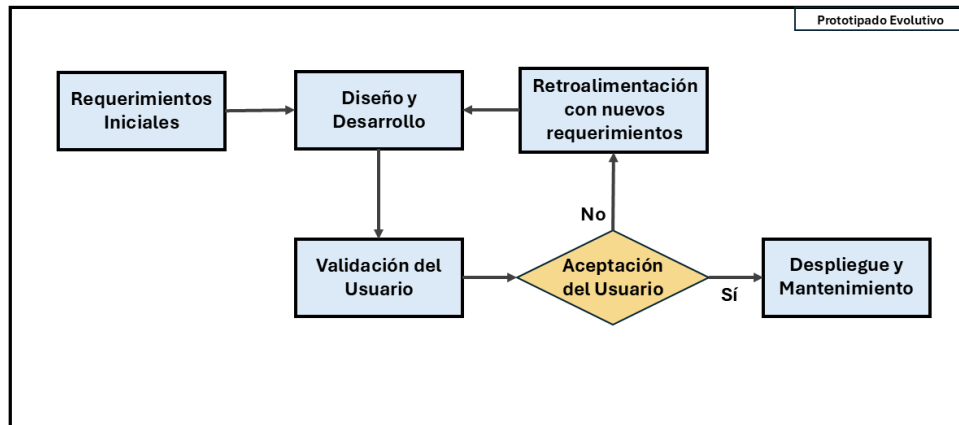 Prototipado Evolutivo
Requerimientos
Iniciales
Diseño y
Desarrollo
Retroalimentación
con nuevos
requerimientos
No
Validación del
Usuario
Aceptación
del Usuario
Sí
Despliegue y
Mantenimiento